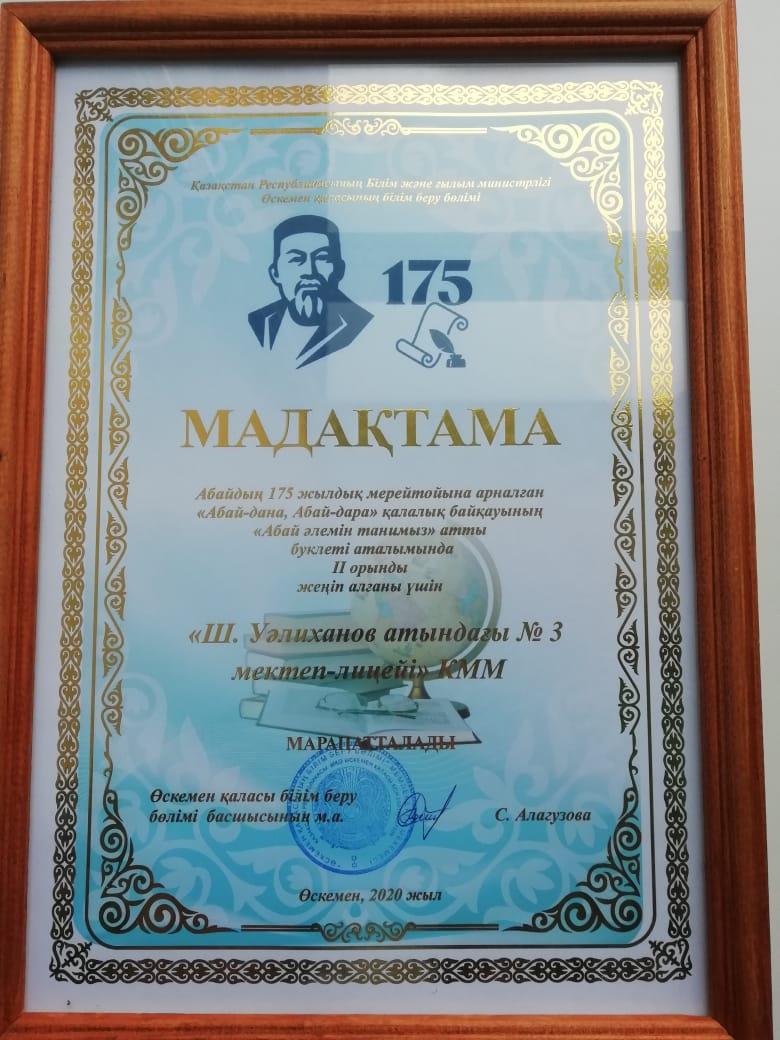 Қазақстан Республикасының Білім және ғылым министрлігі
Өскемен қаласының білім беру бөлімі
175
МАДАҚТАМА
Абайдың 175 жылдық мерейтойына арналған
«Абай-дана, Абай-дара» қалалық байқауының
«Абай әлемін танимыз» атты
буклеті аталымында
II орынды
жеңіп алғаны үшін
«Ш. Уәлиханов атындағы № 3
мектеп-лицейі» КММ
МАРАПАТТАЛАДЫ
Өскемен қаласы білім беру
бөлімі басшысының м.а.
С. Алагузова
Өскемен, 2020 жыл